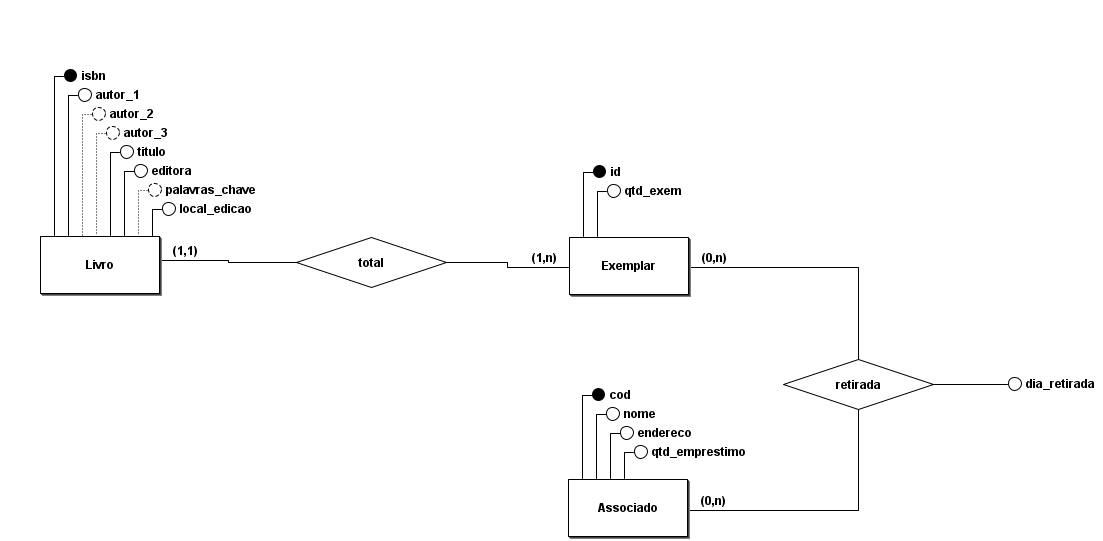 isbn
autor_1
autor_2
autor_3
titulo
editora
palavras_chave
local_edicao
Livro
(1,1)
total
(1,n)
id
qtd_exem
Exemplar
(0,n)
retirada
dia_retirada
cod
nome
endereco
qtd_emprestimo
Associado
(0,n)